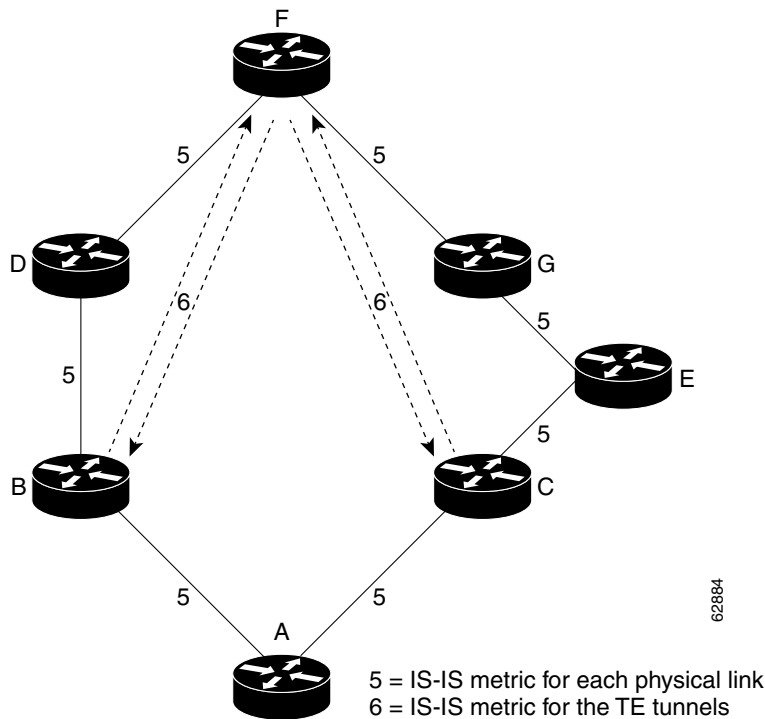 F
5
5
D
G
6
6
5
E
5
5
B
C
5
5
62884
A
5 = IS-IS metric for each physical link
6 = IS-IS metric for the TE tunnels